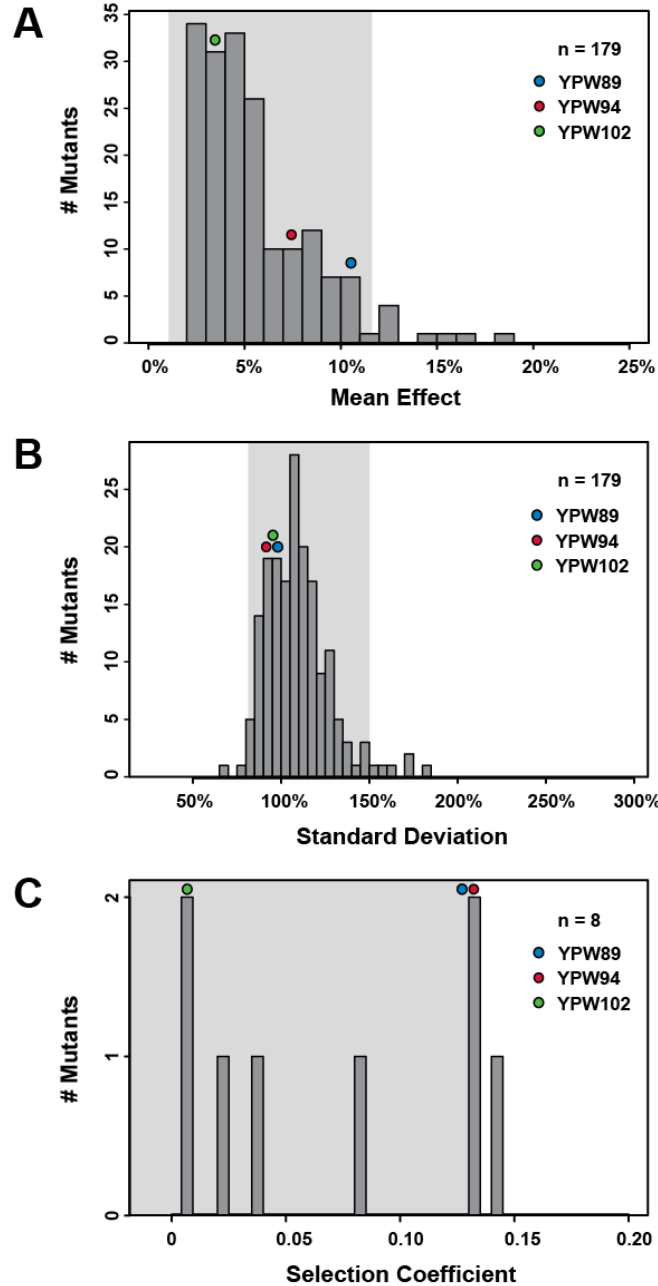 A
# Mutants
0 5 10 15 20 25 30 35
n = 179
YPW89
YPW94
YPW102
0% 5% 10% 15% 20% 25%
Mean Effect
B
# Mutants
0 5 10 15 20 25
n = 179
YPW89
YPW94
YPW102
50% 100% 150% 200% 250% 300%
Standard Deviation
C
# Mutants
0 1 2
n = 8
YPW89
YPW94
YPW102
0 0.05 0.10 0.15 0.20
Selection Coefficient